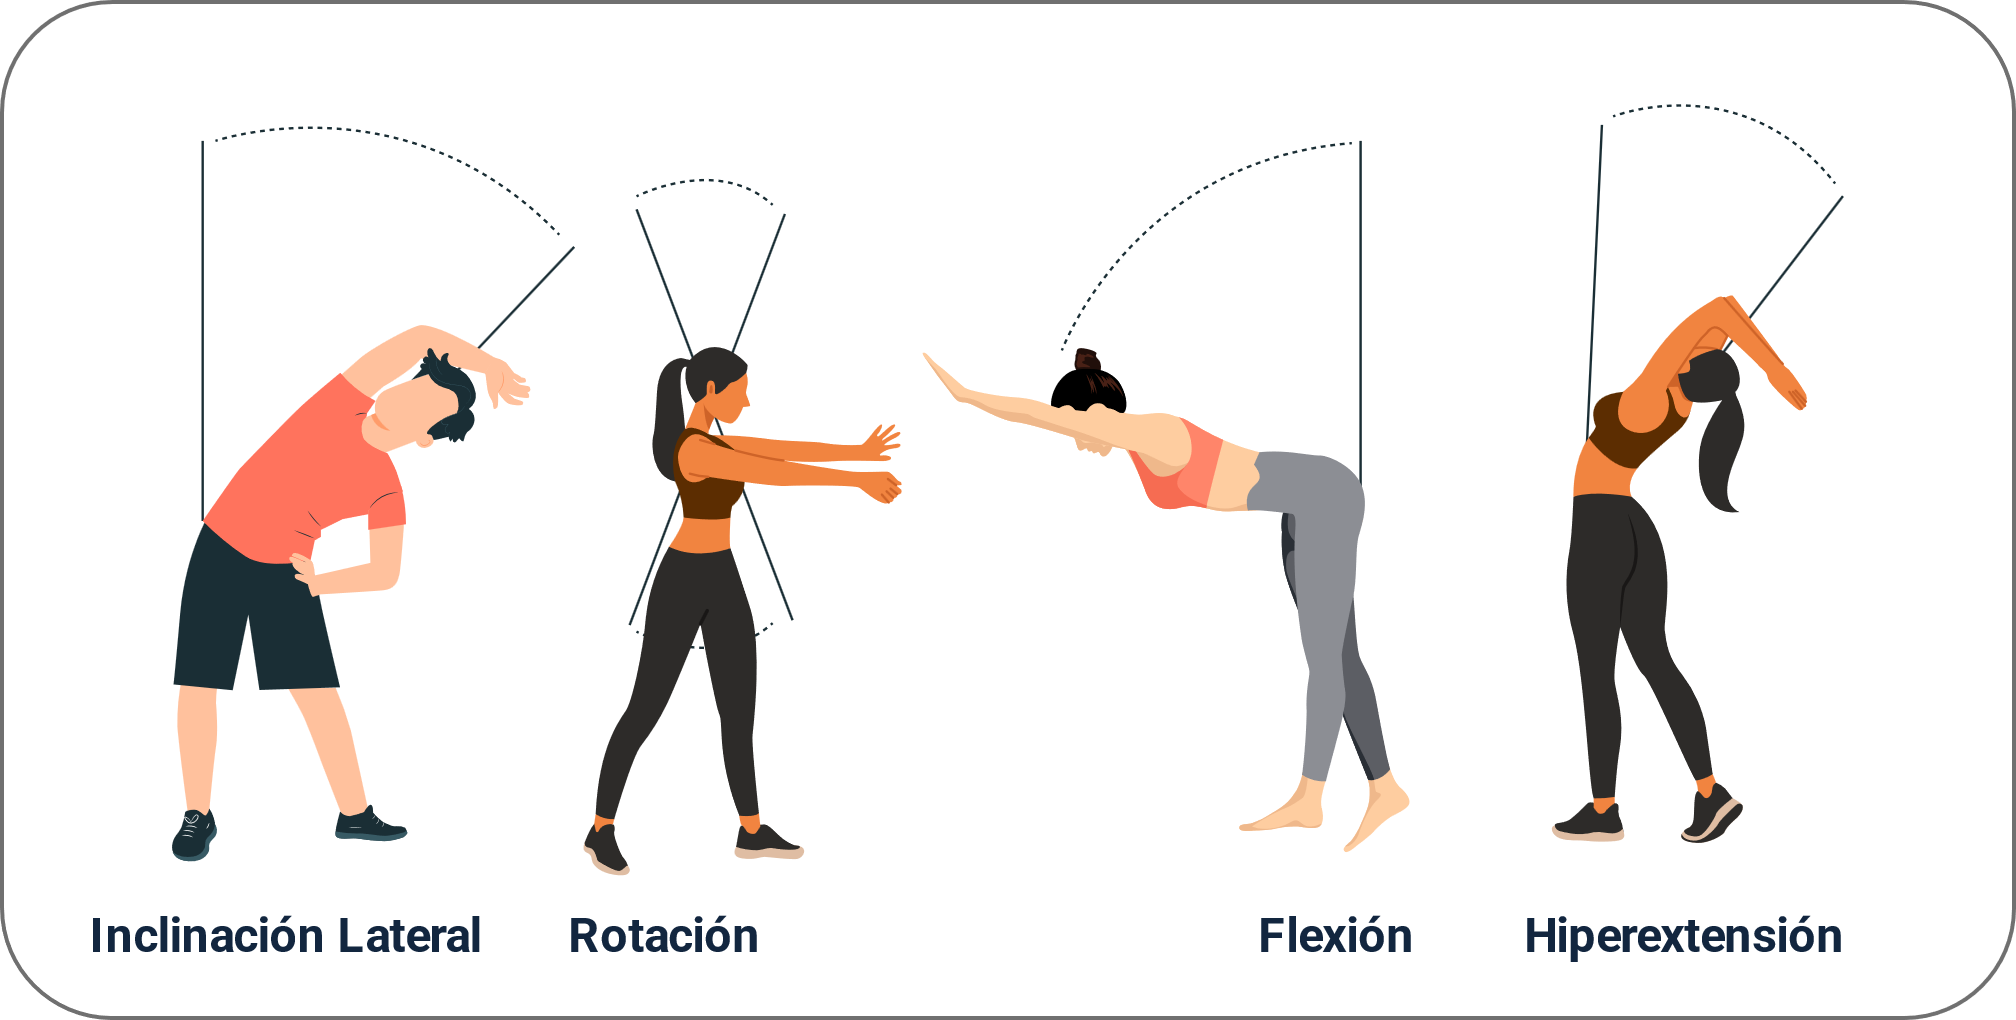 Inclinación Lateral
Rotación
Flexión
Hiperextensión